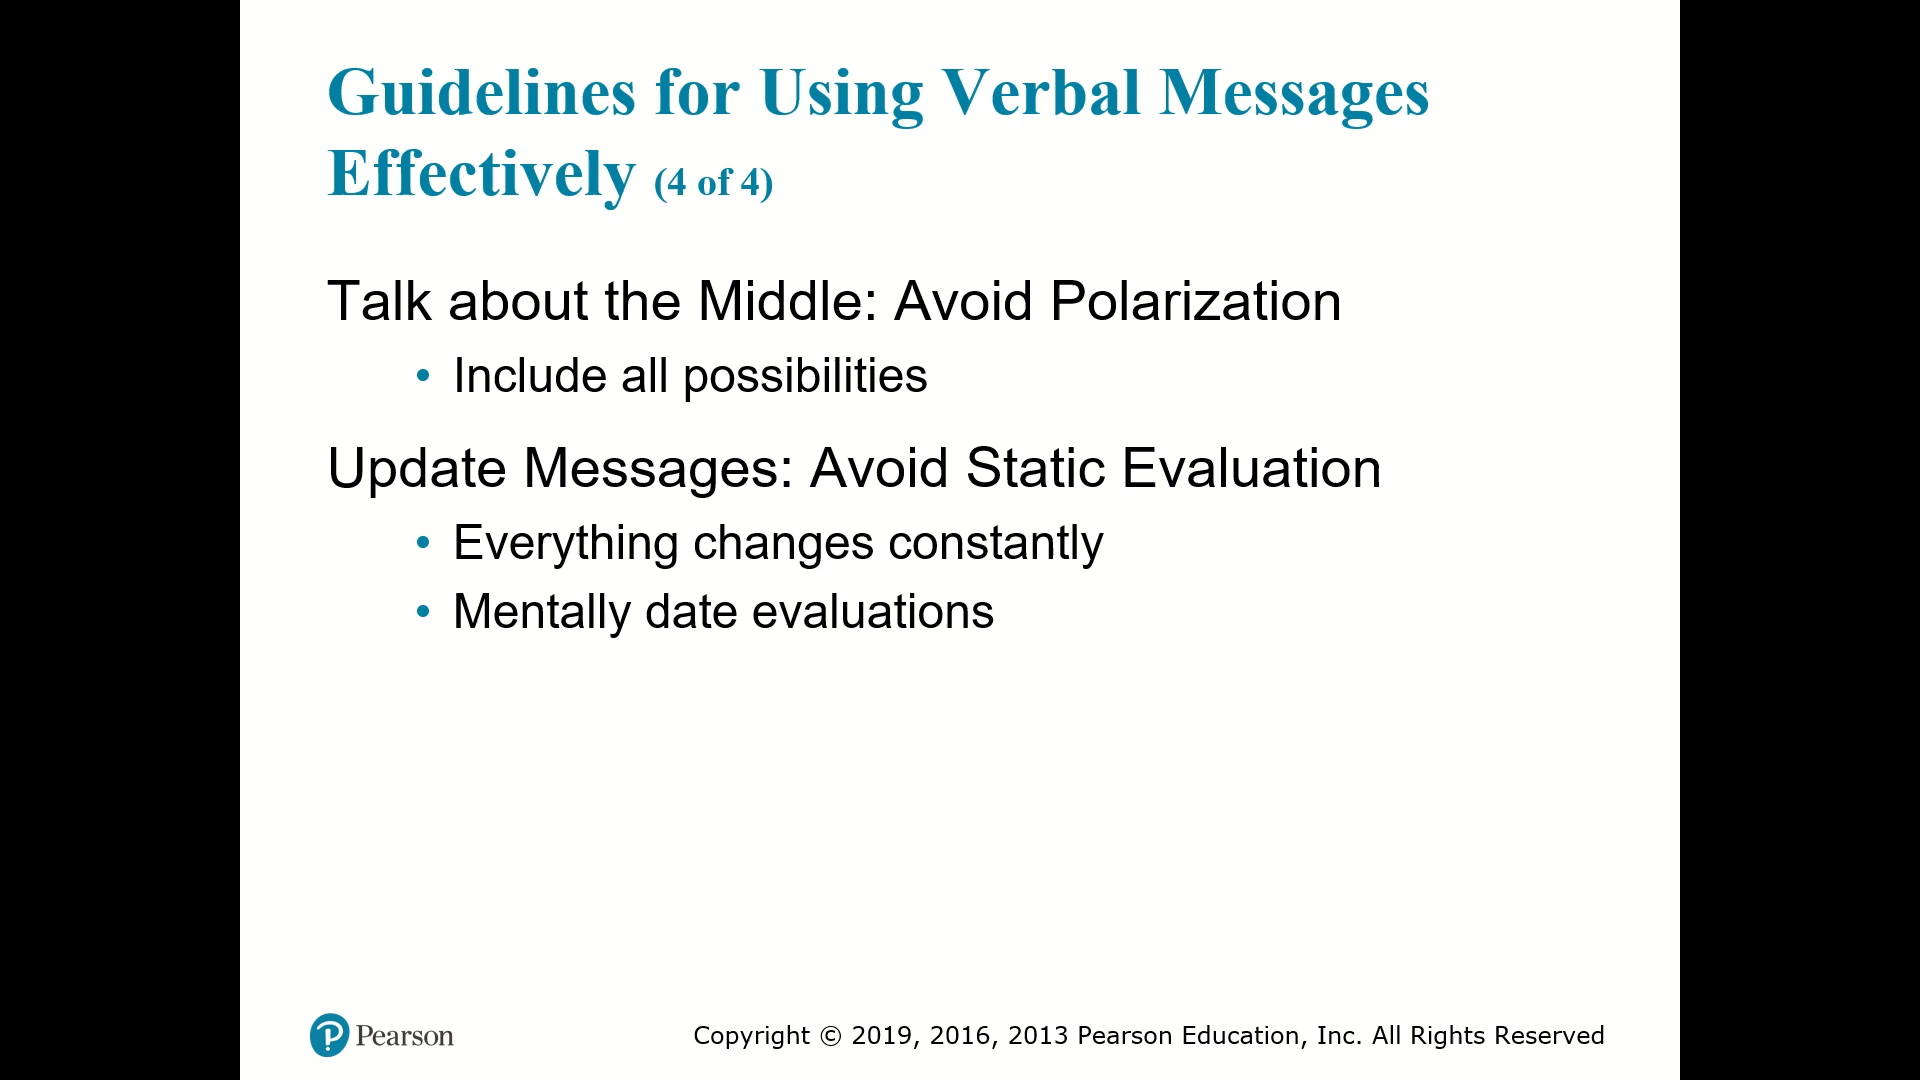 Guidelines for Using Verbal Messages
Effectively (4 of 4)
Talk about the Middle: Avoid Polarization
• Include all possibilities
Update Messages: Avoid Static Evaluation
• Everything changes constantly
• Mentally date evaluations
Pearson
Copyright © 2019, 2016, 2013 Pearson Education, Inc. All Rights Reserved